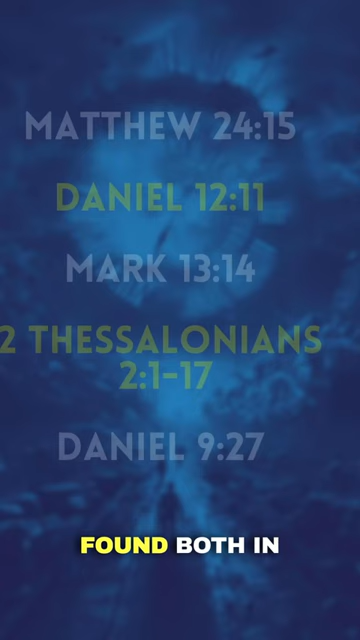 MATTHEW 24:15
DANIEL 12:11
MARK 13:14
2 THESSALONIANS
2:1-17
DANIEL 9:27
FOUND BOTH IN